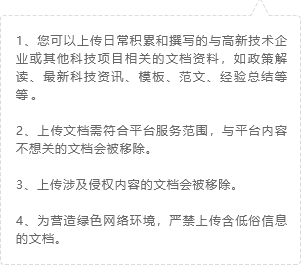 1、您可以上传日常积累和撰写的与高新技术企
业或其他科技项目相关的文档资料，如政策解
读、最新科技资讯、模板、范文、经验总结等
等。
2、上传文档需符合平台服务范围，与平台内容
不想关的文档会被移除。
3、上传涉及侵权内容的文档会被移除。
4、为营造绿色网络环境，严禁上传含低俗信息
的文档。